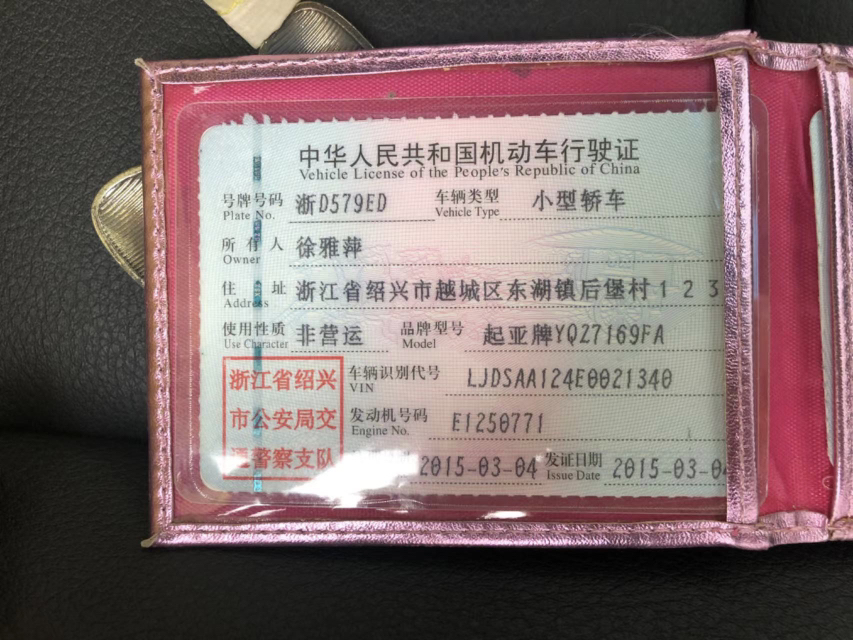 中华人民共和国机动车行驶证
Vehicle License of the People's Republic of China
号牌号码 浙D579ED 车辆类型 小型轿车
Plate No. Vehicle Type
所有人 徐雅萍
Owner
住址 浙江省绍兴市越城区东湖镇后堡村123
Address
使用性质 非营运 品牌型号 起亚牌YQZ7169FA
Use Character Model
浙江省绍兴 车辆识别代号 LJDSAA124E0021340
VIN
市公安局交 发动机号码 E1250771
Engine No.
通警察支队 2015-03-04 发证日期 2015-03-04
Issue Date